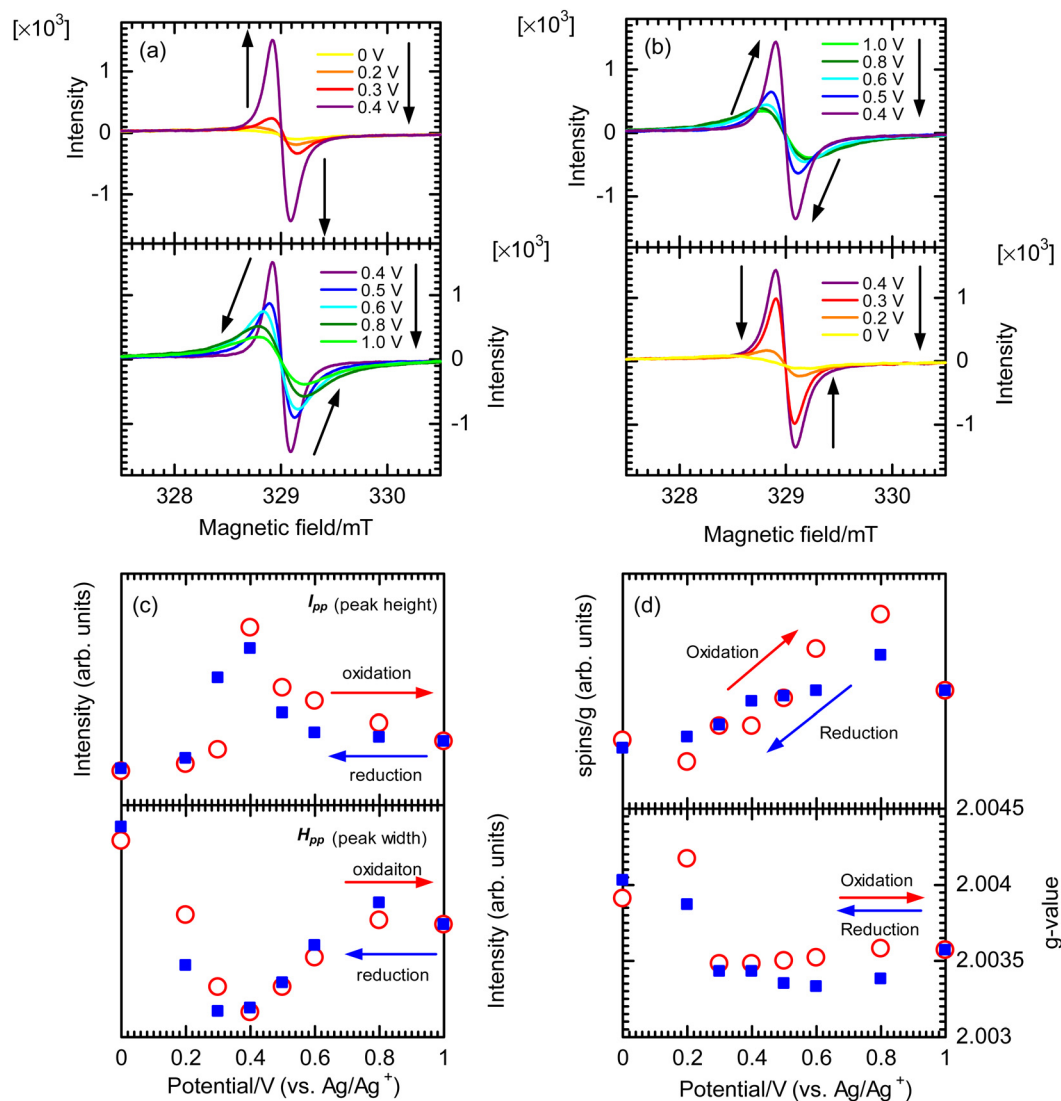 [×10³]
(a)
0 V
0.2 V
0.3 V
0.4 V
1
0
-1
Intensity
[×10³]
0.4 V
0.5 V
0.6 V
0.8 V
1.0 V
1
0
-1
Intensity
328
329
330
Magnetic field/mT
[×10³]
(b)
1.0 V
0.8 V
0.6 V
0.5 V
0.4 V
1
0
-1
Intensity
[×10³]
0.4 V
0.3 V
0.2 V
0 V
1
0
-1
Intensity
328
329
330
Magnetic field/mT
(c)
Ipp (peak height)
oxidation
reduction
Intensity (arb. units)
Hpp (peak width)
oxidaiton
reduction
Intensity (arb. units)
0
0.2
0.4
0.6
0.8
1
Potential/V (vs. Ag/Ag⁺)
(d)
Oxidation
Reduction
spins/g (arb. units)
2.0045
2.004
2.0035
2.003
g-value
Oxidation
Reduction
0
0.2
0.4
0.6
0.8
1
Potential/V (vs. Ag/Ag⁺)